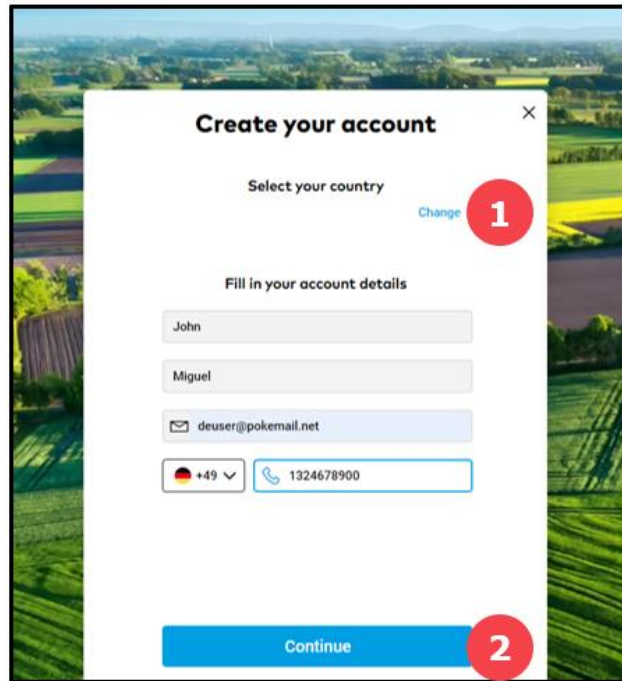 Create your account
Select your country
Change
1
Fill in your account details
John
Miguel
deuser@pokemail.net
+49 1324678900
Continue
2